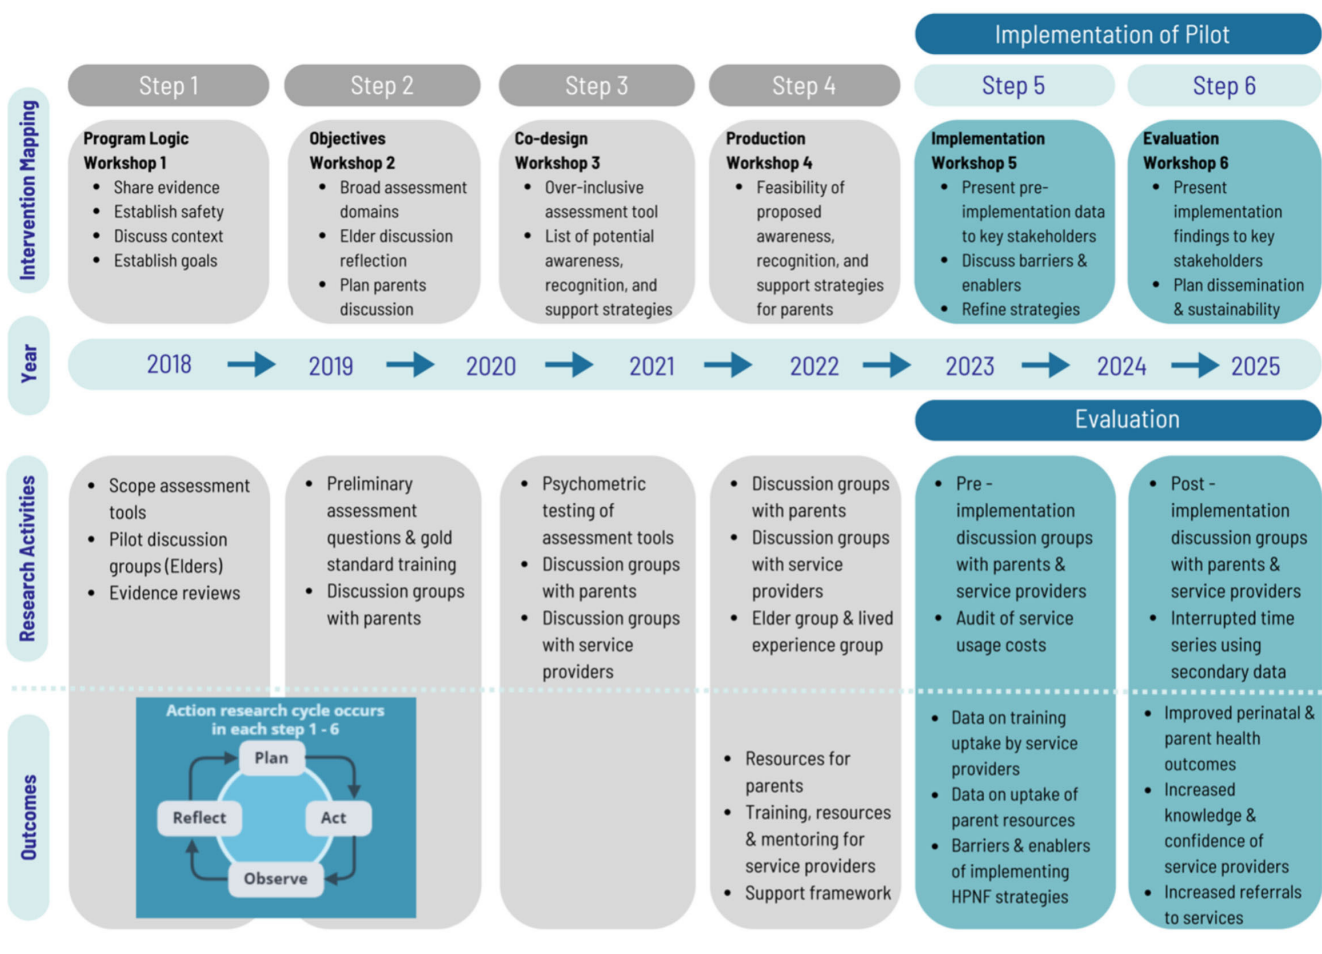 Implementation of Pilot
Step 1
Step 2
Step 3
Step 4
Step 5
Step 6
Intervention Mapping
Program Logic
Workshop 1
• Share evidence
• Establish safety
• Discuss context
• Establish goals
Objectives
Workshop 2
• Broad assessment
domains
• Elder discussion
reflection
• Plan parents
discussion
Co-design
Workshop 3
• Over-inclusive
assessment tool
• List of potential
awareness,
recognition, and
support strategies
Production
Workshop 4
• Feasibility of
proposed
awareness,
recognition, and
support strategies
for parents
Implementation
Workshop 5
• Present pre-
implementation data
to key stakeholders
• Discuss barriers &
enablers
• Refine strategies
Evaluation
Workshop 6
• Present
implementation
findings to key
stakeholders
• Plan dissemination
& sustainability
Year
2018
2019
2020
2021
2022
2023
2024
2025
Evaluation
Research Activities
• Scope assessment
tools
• Pilot discussion
groups (Elders)
• Evidence reviews
• Preliminary
assessment
questions & gold
standard training
• Discussion groups
with parents
• Psychometric
testing of
assessment tools
• Discussion groups
with parents
• Discussion groups
with service
providers
• Discussion groups
with parents
• Discussion groups
with service
providers
• Elder group & lived
experience group
• Pre -
implementation
discussion groups
with parents &
service providers
• Audit of service
usage costs
• Post -
implementation
discussion groups
with parents &
service providers
• Interrupted time
series using
secondary data
Outcomes
Action research cycle occurs
in each step 1 - 6
Plan
Act
Observe
Reflect
• Resources for
parents
• Training, resources
& mentoring for
service providers
• Support framework
• Data on training
uptake by service
providers
• Data on uptake of
parent resources
• Barriers & enablers
of implementing
HPNF strategies
• Improved perinatal &
parent health
outcomes
• Increased
knowledge &
confidence of
service providers
• Increased referrals
to services